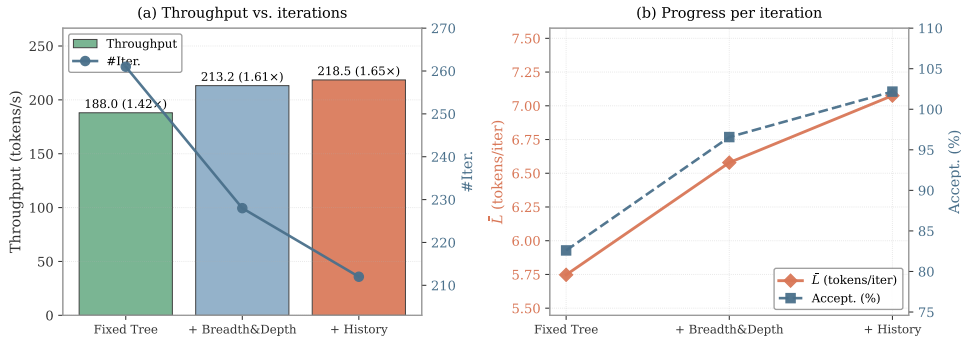 (a) Throughput vs. iterations
Throughput (tokens/s)
250
200
150
100
50
0
Throughput
#Iter.
188.0 (1.42×)
213.2 (1.61×)
218.5 (1.65×)
Fixed Tree
+ Breadth&Depth
+ History
270
260
250
240
230
220
210
#Iter.
(b) Progress per iteration
L̄ (tokens/iter)
7.50
7.25
7.00
6.75
6.50
6.25
6.00
5.75
5.50
L̄ (tokens/iter)
Accept. (%)
Fixed Tree
+ Breadth&Depth
+ History
110
105
100
95
90
85
80
75
Accept. (%)